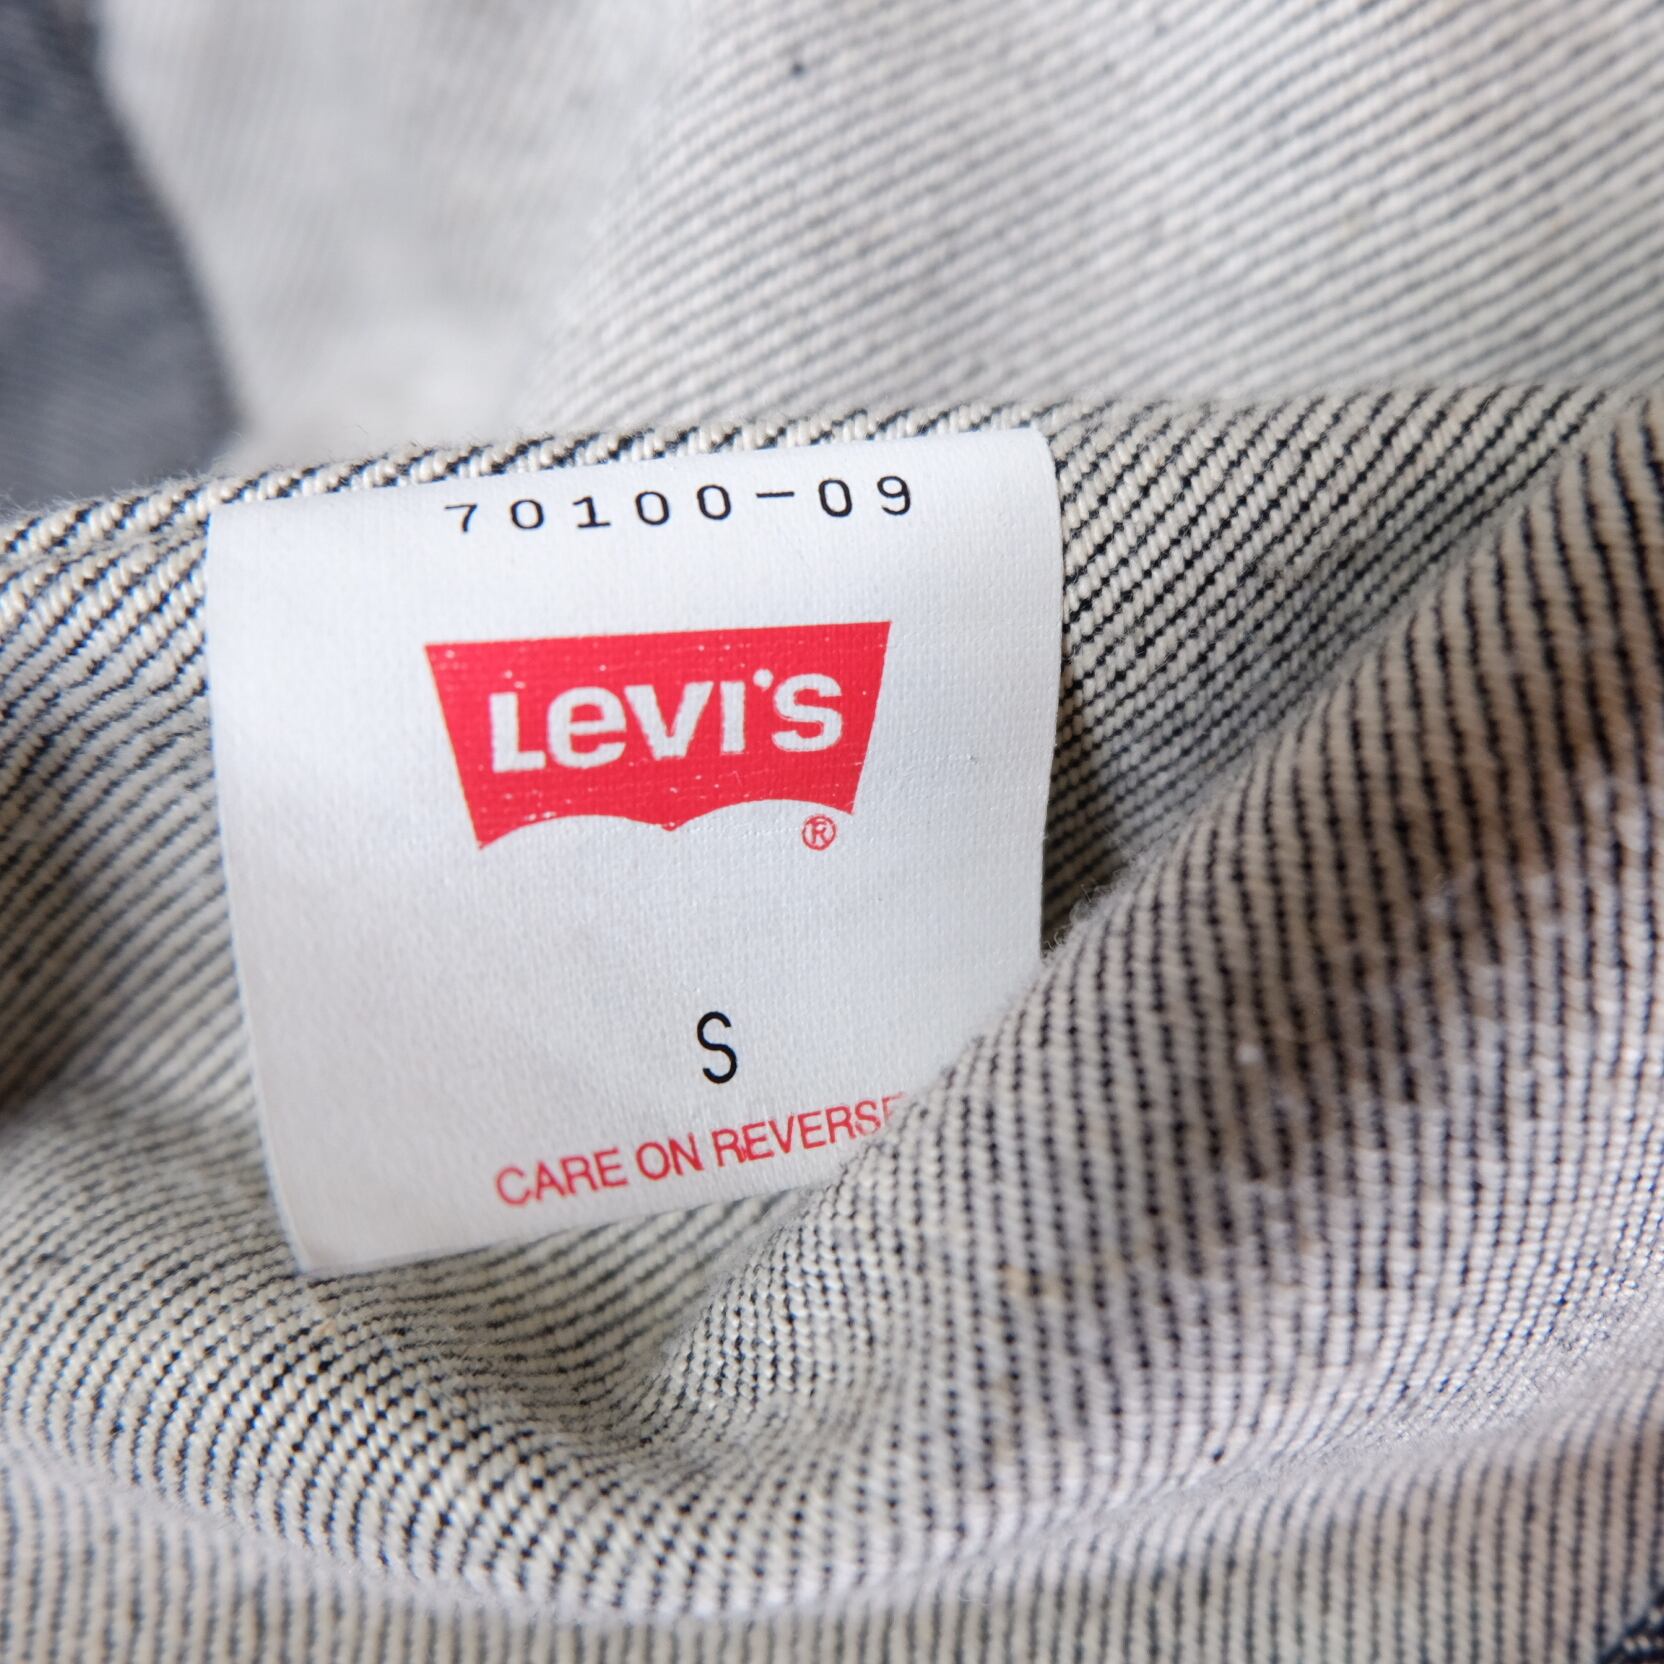 70100-09
Levi's
®
S
CARE ON REVERSE